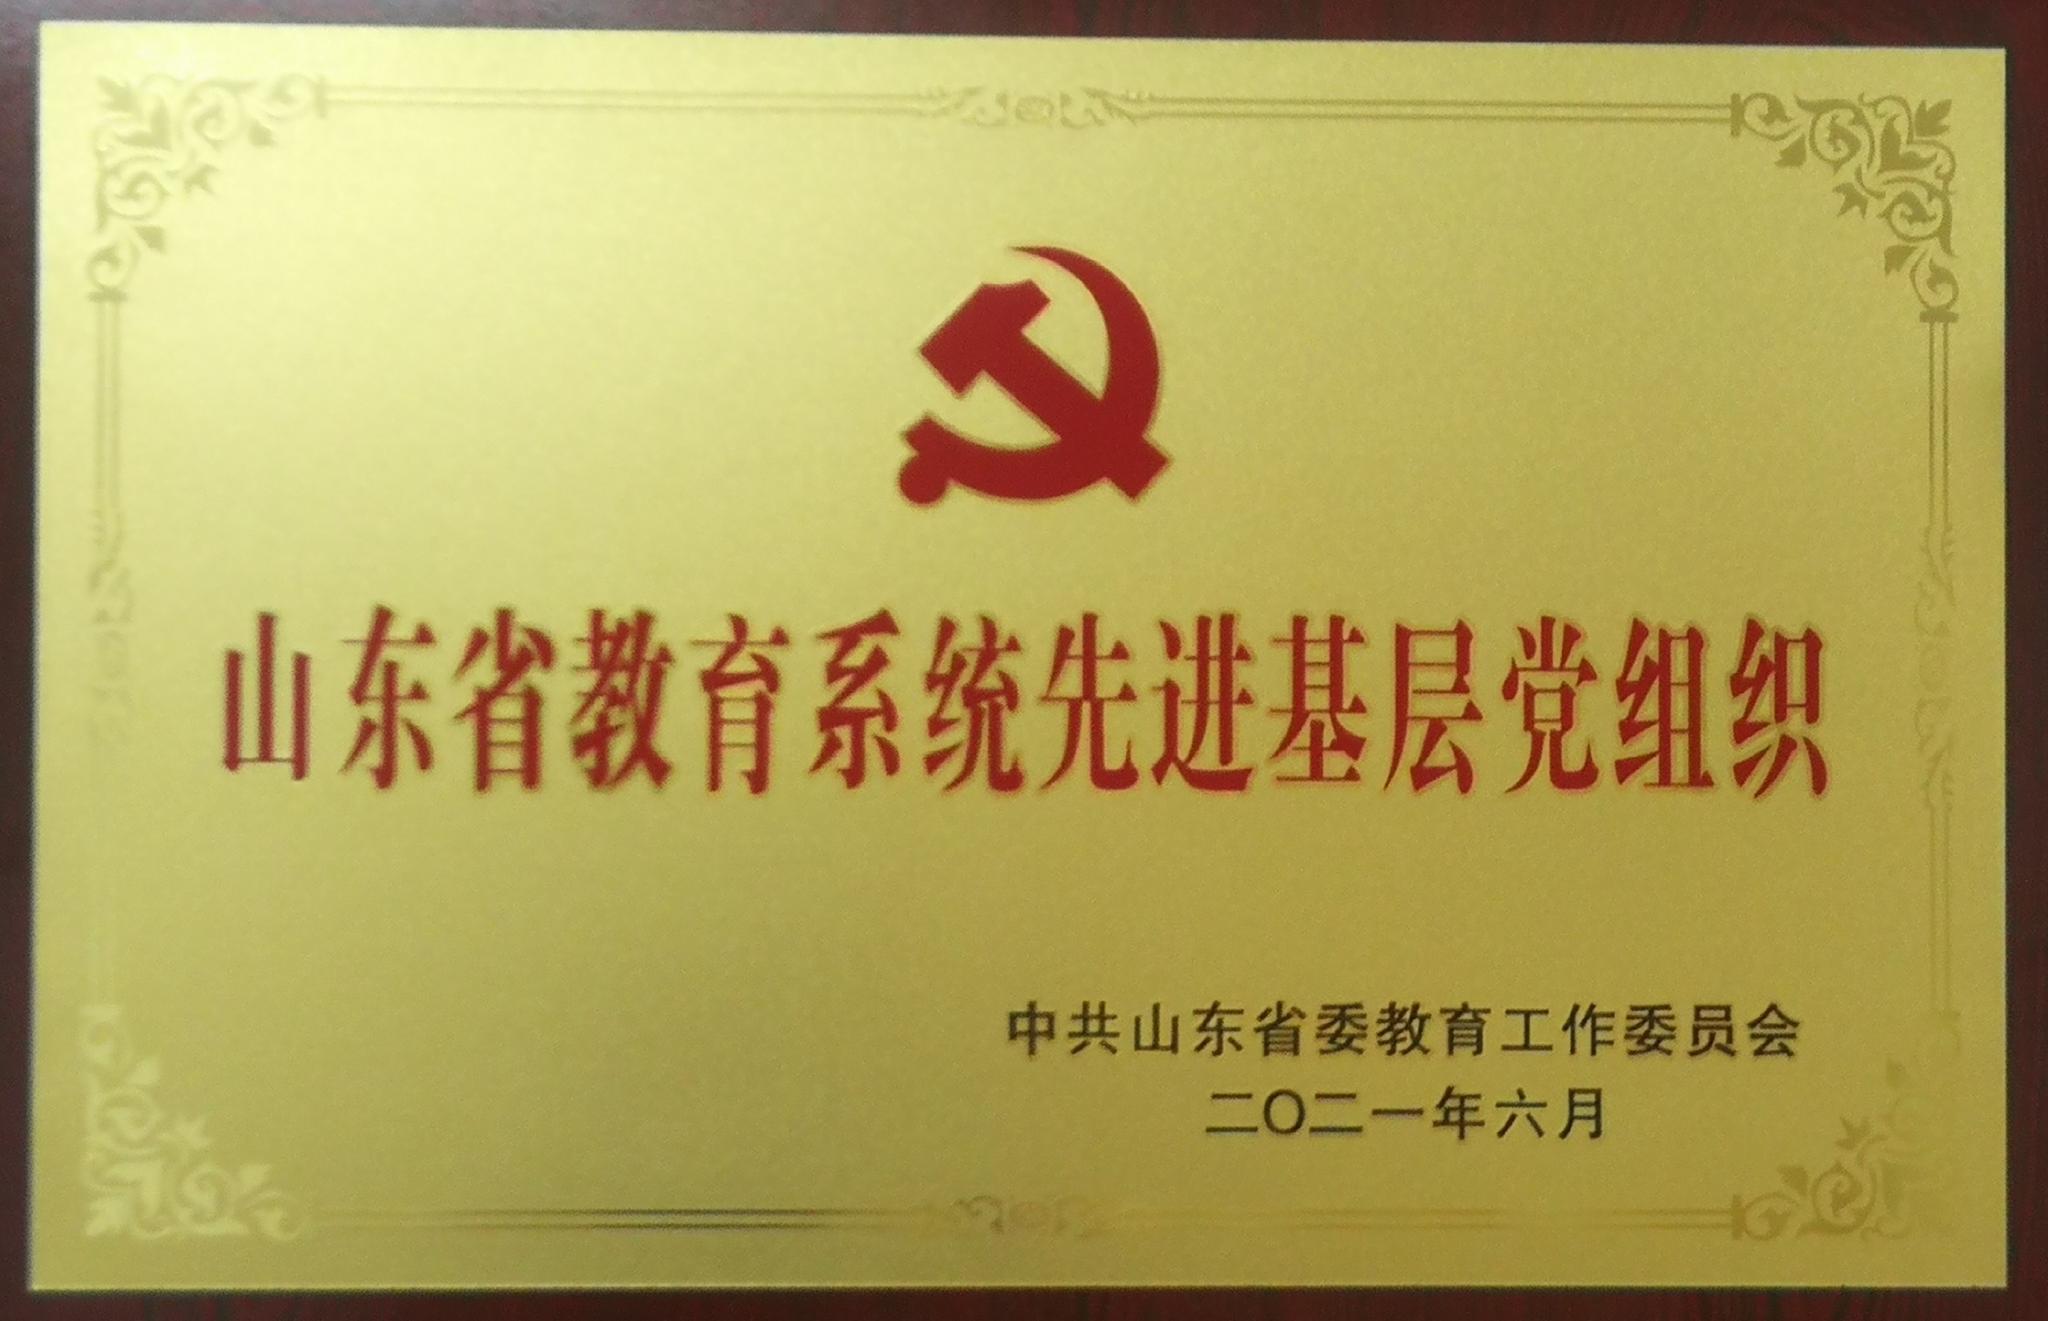 山东省教育系统先进基层党组织
中共山东省委教育工作委员会
二〇二一年六月